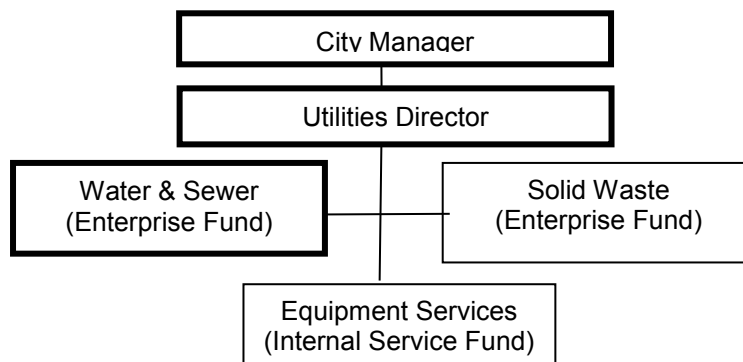 City Manager
Utilities Director
Water & Sewer
(Enterprise Fund)
Solid Waste
(Enterprise Fund)
Equipment Services
(Internal Service Fund)